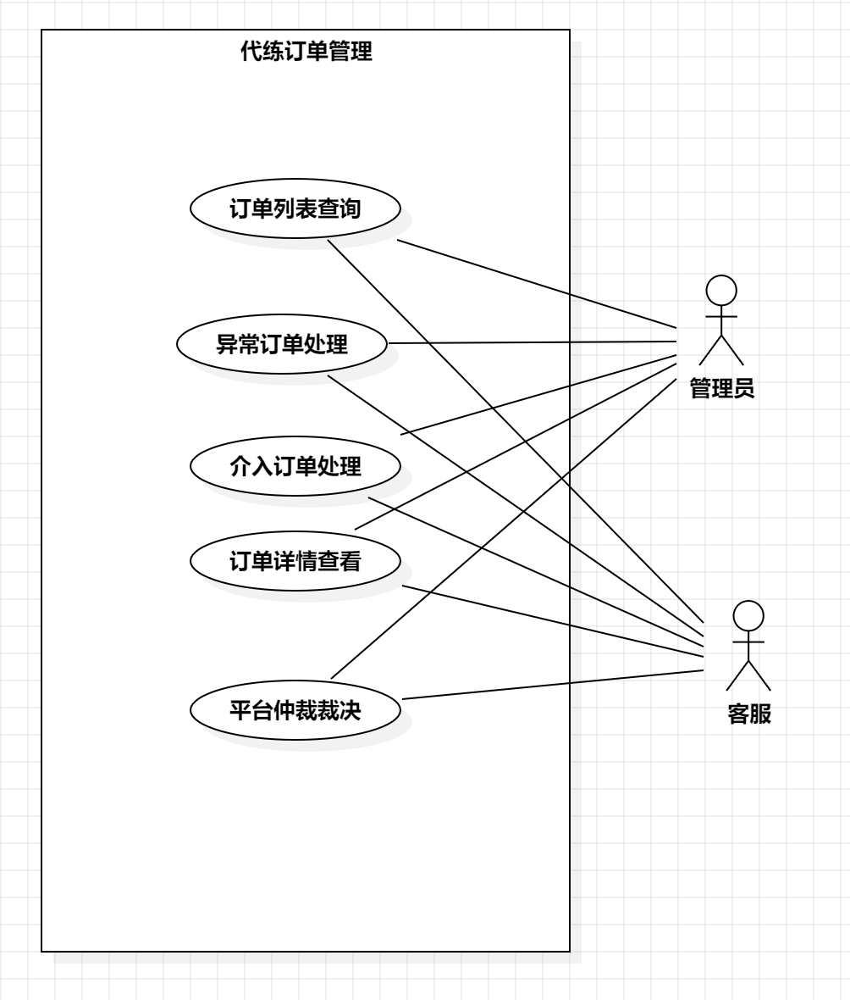 代练订单管理
订单列表查询
异常订单处理
管理员
介入订单处理
订单详情查看
平台仲裁裁决
客服